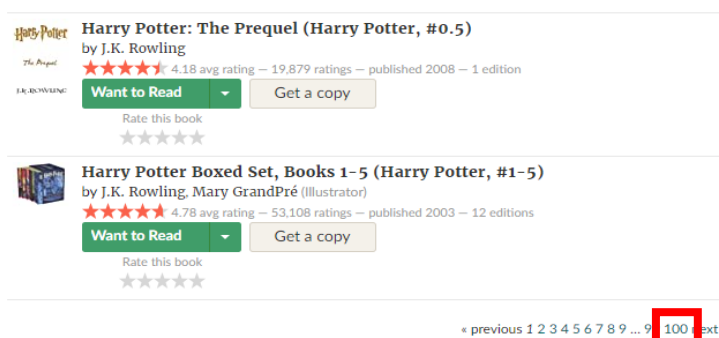 Harry Potter
The Prequel
J.K. ROWLING
Harry Potter: The Prequel (Harry Potter, #0.5)
by J.K. Rowling
4.18 avg rating — 19,879 ratings — published 2008 — 1 edition
Want to Read Get a copy
Rate this book
Harry Potter Boxed Set, Books 1-5 (Harry Potter, #1-5)
by J.K. Rowling, Mary GrandPré (Illustrator)
4.78 avg rating — 53,108 ratings — published 2003 — 12 editions
Want to Read Get a copy
Rate this book
« previous 1 2 3 4 5 6 7 8 9 ... 100